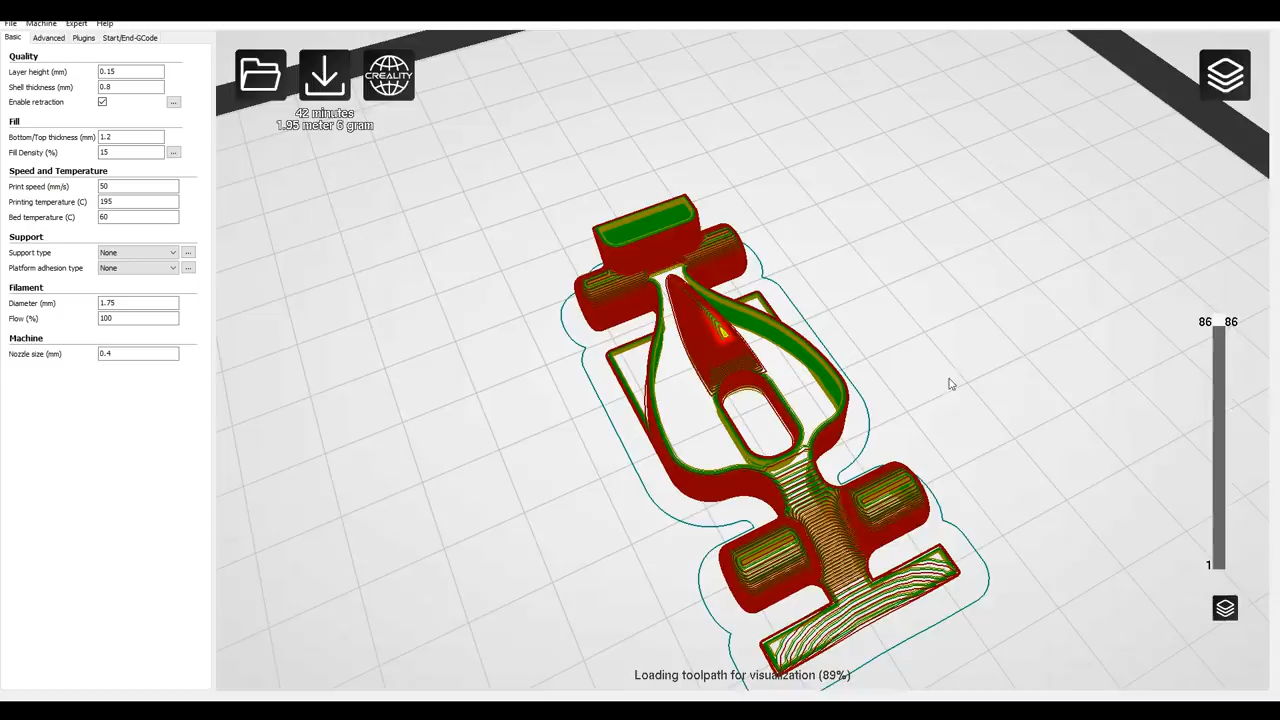 File Machine Expert Help
Basic Advanced Plugins Start/End-GCode
Quality
Layer height (mm) 0.15
Shell thickness (mm) 0.8
Enable retraction ...
Fill
Bottom/Top thickness (mm) 1.2
Fill Density (%) 15 ...
Speed and Temperature
Print speed (mm/s) 50
Printing temperature (C) 195
Bed temperature (C) 60
Support
Support type None ...
Platform adhesion type None ...
Filament
Diameter (mm) 1.75
Flow (%) 100
Machine
Nozzle size (mm) 0.4
CREALITY
42 minutes
1.95 meter 6 gram
86 86
1
Loading toolpath for visualization (89%)